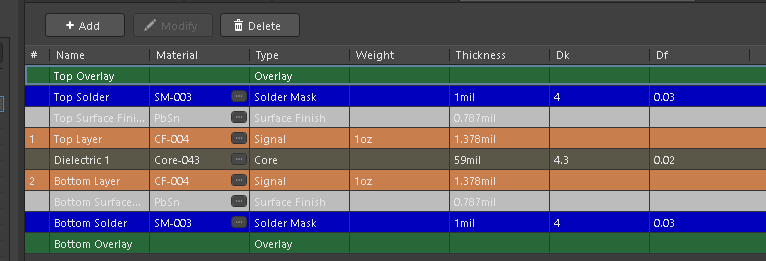 + Add Modify Delete
# Name Material Type Weight Thickness Dk Df
Top Overlay Overlay
Top Solder SM-003 ... Solder Mask 1mil 4 0.03
Top Surface Fini... PbSn ... Surface Finish 0.787mil
1 Top Layer CF-004 ... Signal 1oz 1.378mil
Dielectric 1 Core-043 ... Core 59mil 4.3 0.02
2 Bottom Layer CF-004 ... Signal 1oz 1.378mil
Bottom Surface... PbSn ... Surface Finish 0.787mil
Bottom Solder SM-003 ... Solder Mask 1mil 4 0.03
Bottom Overlay Overlay